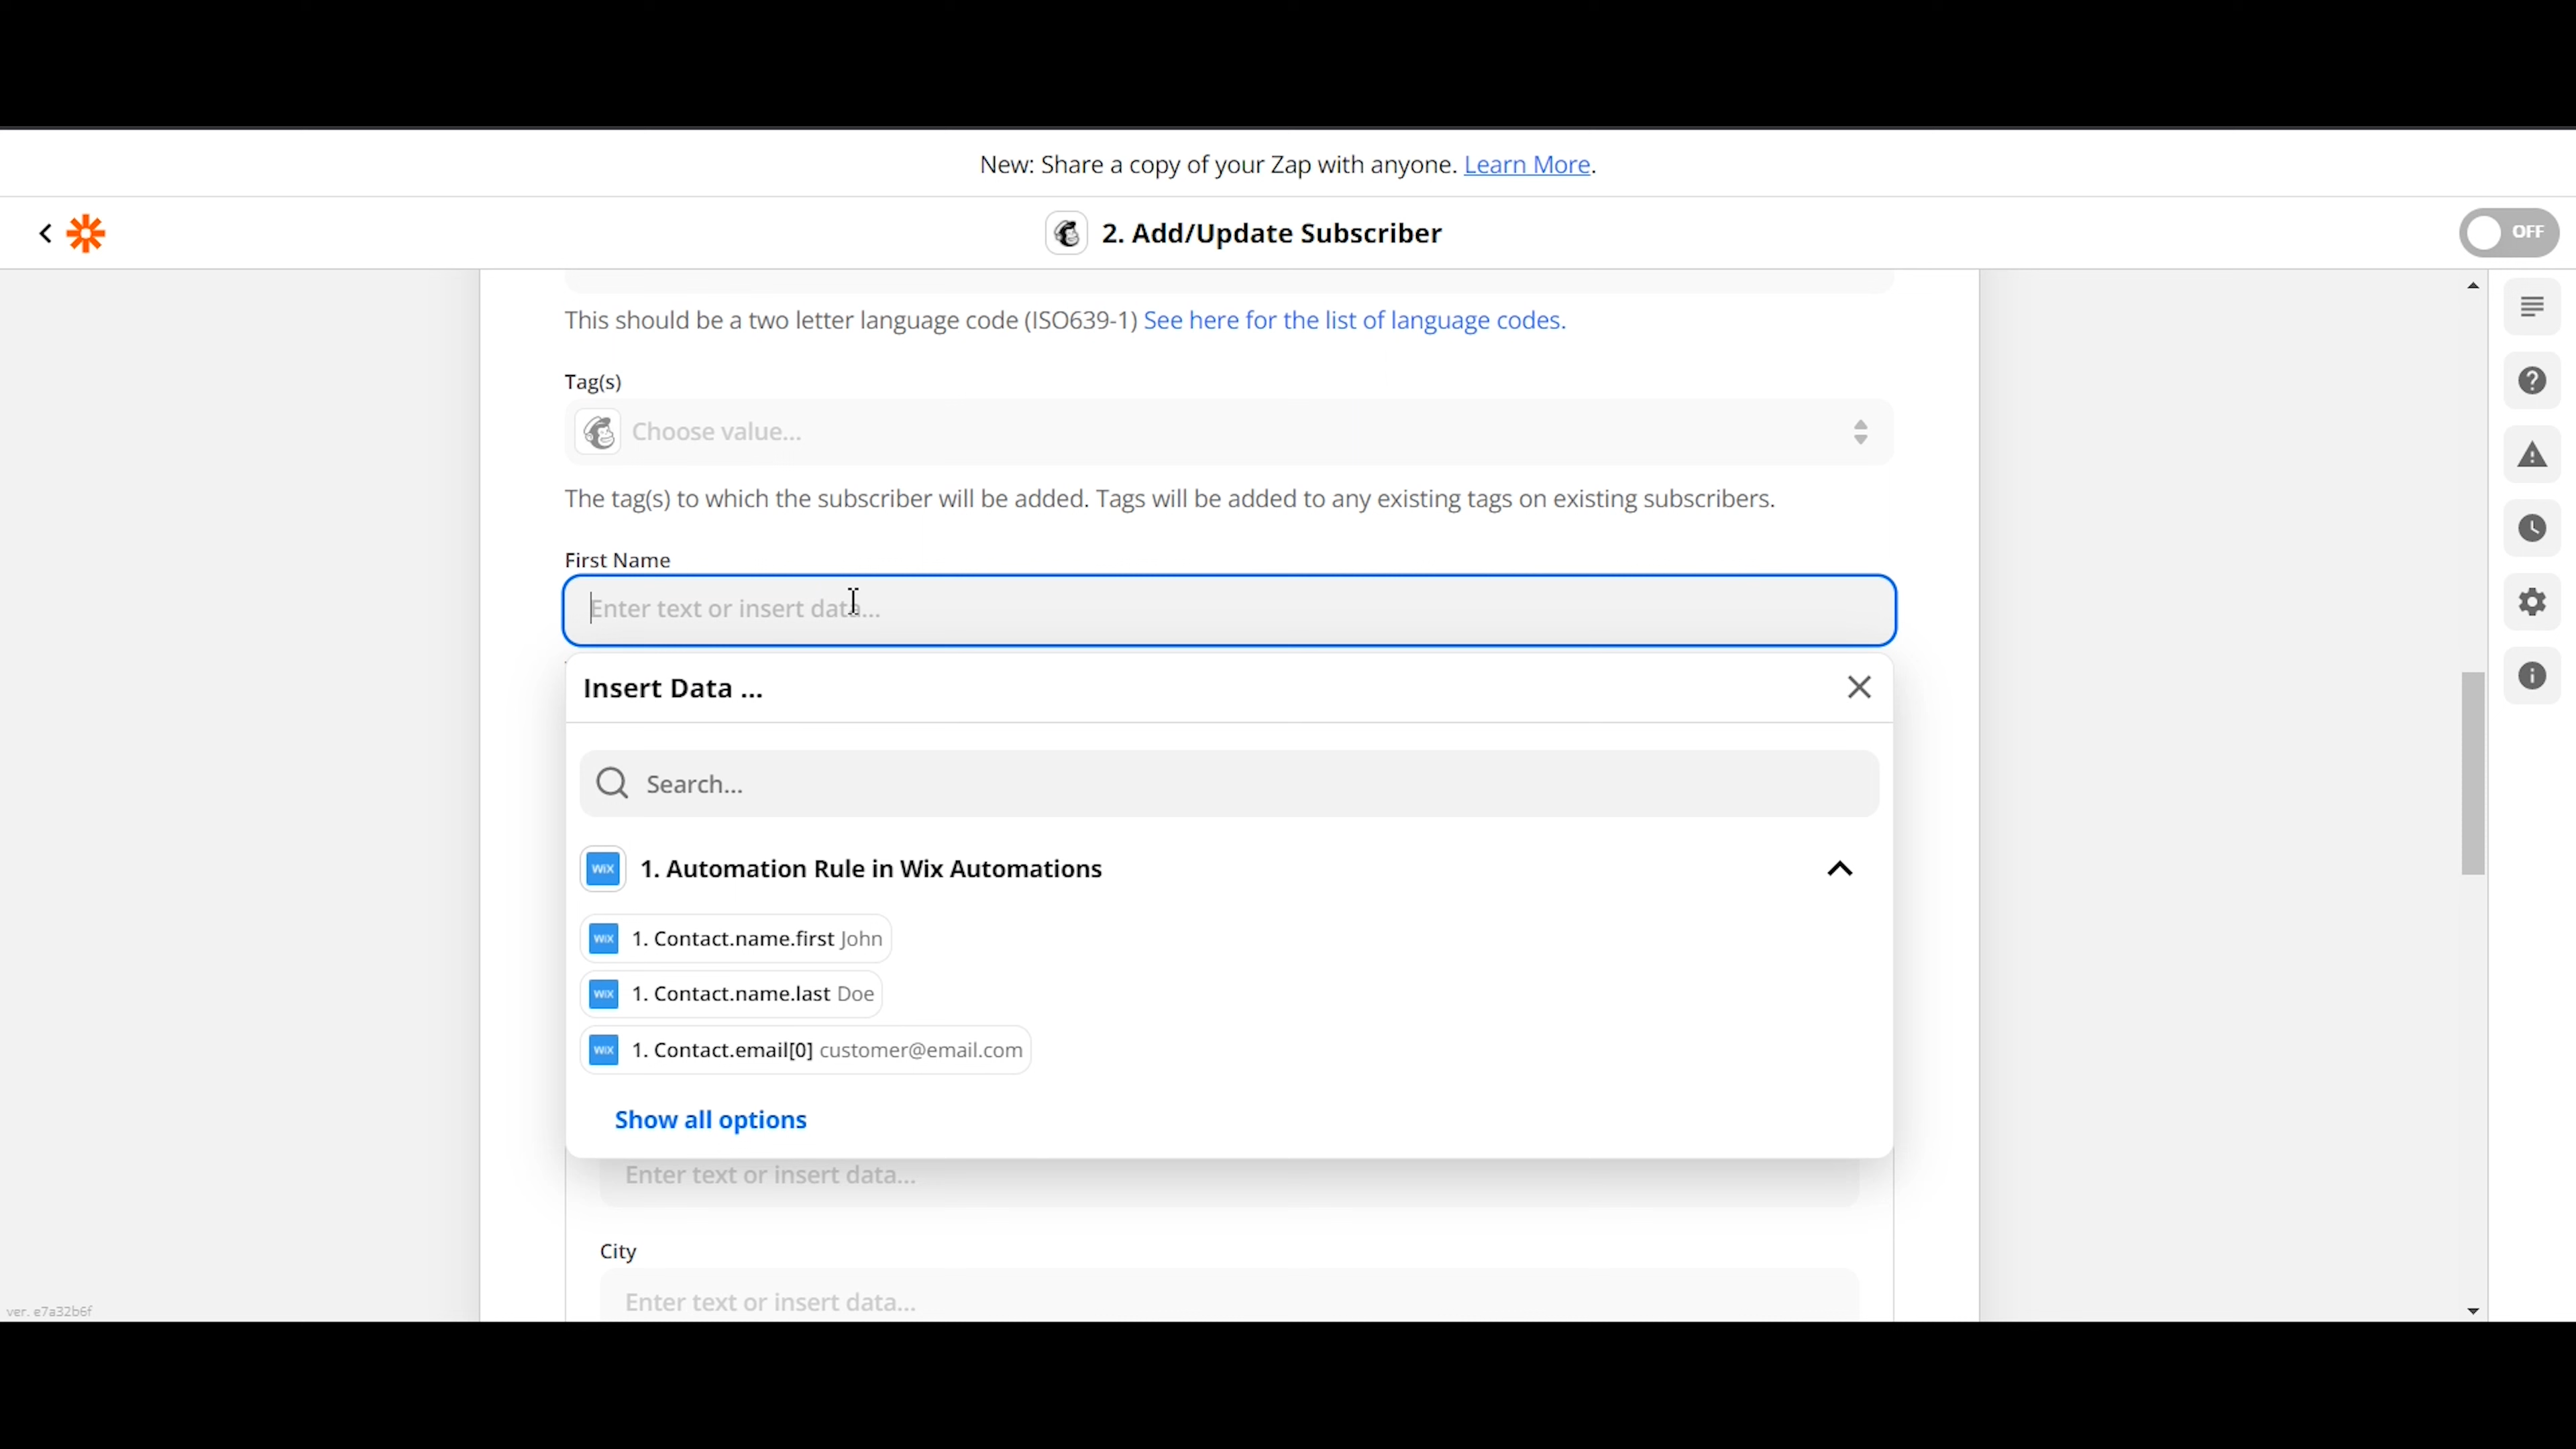 New: Share a copy of your Zap with anyone. Learn More.
2. Add/Update Subscriber
OFF
This should be a two letter language code (ISO639-1) See here for the list of language codes.
Tag(s)
Choose value...
The tag(s) to which the subscriber will be added. Tags will be added to any existing tags on existing subscribers.
First Name
Enter text or insert data...
Insert Data ...
Search...
WIX 1. Automation Rule in Wix Automations
WIX 1. Contact.name.first John
WIX 1. Contact.name.last Doe
WIX 1. Contact.email[0] customer@email.com
Show all options
Enter text or insert data...
City
Enter text or insert data...
ver. e7a32b6f